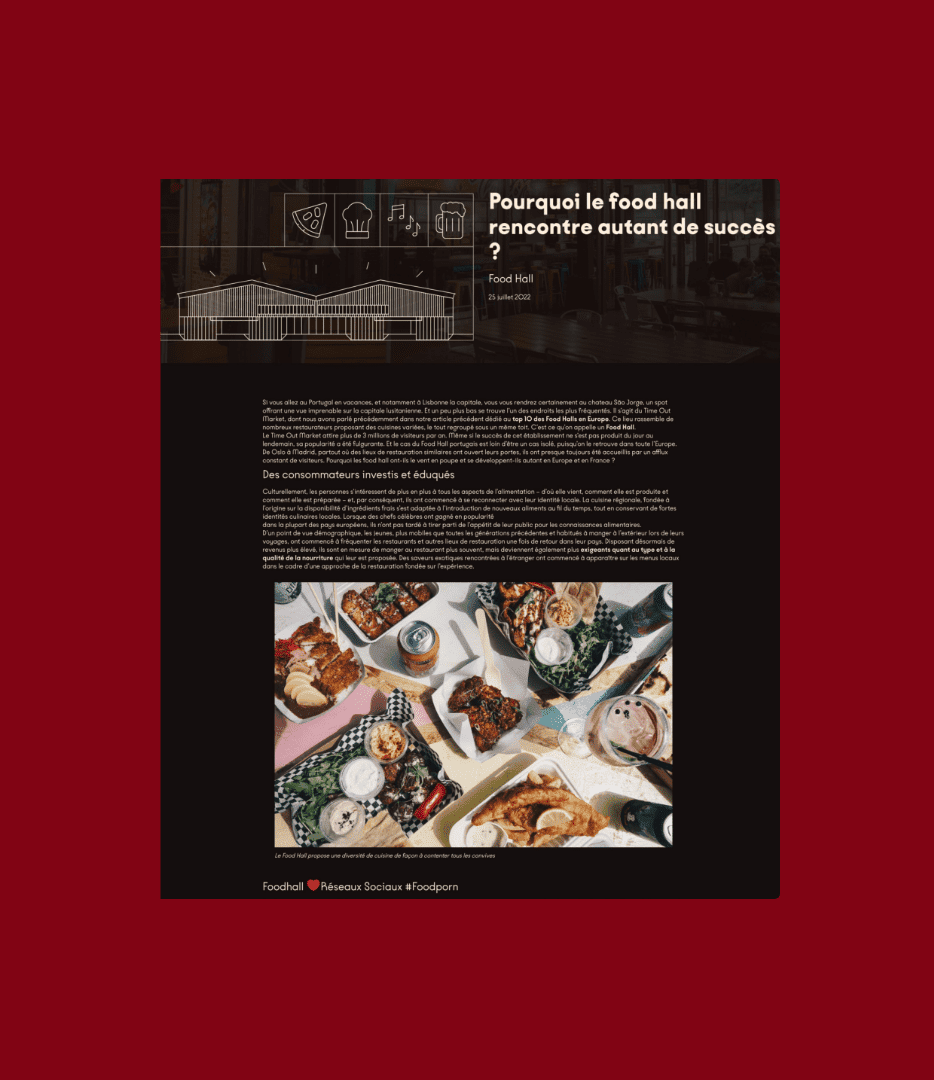 Pourquoi le food hall
rencontre autant de succès
?
Food Hall
25 juillet 2022
Si vous allez au Portugal en vacances, et notamment à Lisbonne la capitale, vous vous rendrez certainement au chateau São Jorge, un spot
offrant une vue imprenable sur la capitale lusitanienne. Et un peu plus bas se trouve l'un des endroits les plus fréquentés. Il s'agit du Time Out
Market, dont nous avons parlé précédemment dans notre article précédent dédié au top 10 des Food Halls en Europe. Ce lieu rassemble de
nombreux restaurateurs proposant des cuisines variées, le tout regroupé sous un même toit. C'est ce qu'on appelle un Food Hall.
Le Time Out Market attire plus de 3 millions de visiteurs par an. Même si le succès de cet établissement ne s'est pas produit du jour au
lendemain, sa popularité a été fulgurante. Et le cas du Food Hall portugais est loin d'être un cas isolé, puisqu'on le retrouve dans toute l'Europe.
De Oslo à Madrid, partout où des lieux de restauration similaires ont ouvert leurs portes, ils ont presque toujours été accueillis par un afflux
constant de visiteurs. Pourquoi les food hall ont-ils le vent en poupe et se développent-ils autant en Europe et en France ?
Des consommateurs investis et éduqués
Culturellement, les personnes s'intéressent de plus en plus à tous les aspects de l'alimentation – d'où elle vient, comment elle est produite et
comment elle est préparée – et, par conséquent, ils ont commencé à se reconnecter avec leur identité locale. La cuisine régionale, fondée à
l'origine sur la disponibilité d'ingrédients frais s'est adaptée à l'introduction de nouveaux aliments au fil du temps, tout en conservant de fortes
identités culinaires locales. Lorsque des chefs célèbres ont gagné en popularité
dans la plupart des pays européens, ils n'ont pas tardé à tirer parti de l'appétit de leur public pour les connaissances alimentaires.
D'un point de vue démographique, les jeunes, plus mobiles que toutes les générations précédentes et habitués à manger à l'extérieur lors de leurs
voyages, ont commencé à fréquenter les restaurants et autres lieux de restauration une fois de retour dans leur pays. Disposant désormais de
revenus plus élevé, ils sont en mesure de manger au restaurant plus souvent, mais deviennent également plus exigeants quant au type et à la
qualité de la nourriture qui leur est proposée. Des saveurs exotiques rencontrées à l'étranger ont commencé à apparaître sur les menus locaux
dans le cadre d'une approche de la restauration fondée sur l'expérience.
Le Food Hall propose une diversité de cuisine de façon à contenter tous les convives
Foodhall ❤️Réseaux Sociaux #Foodporn